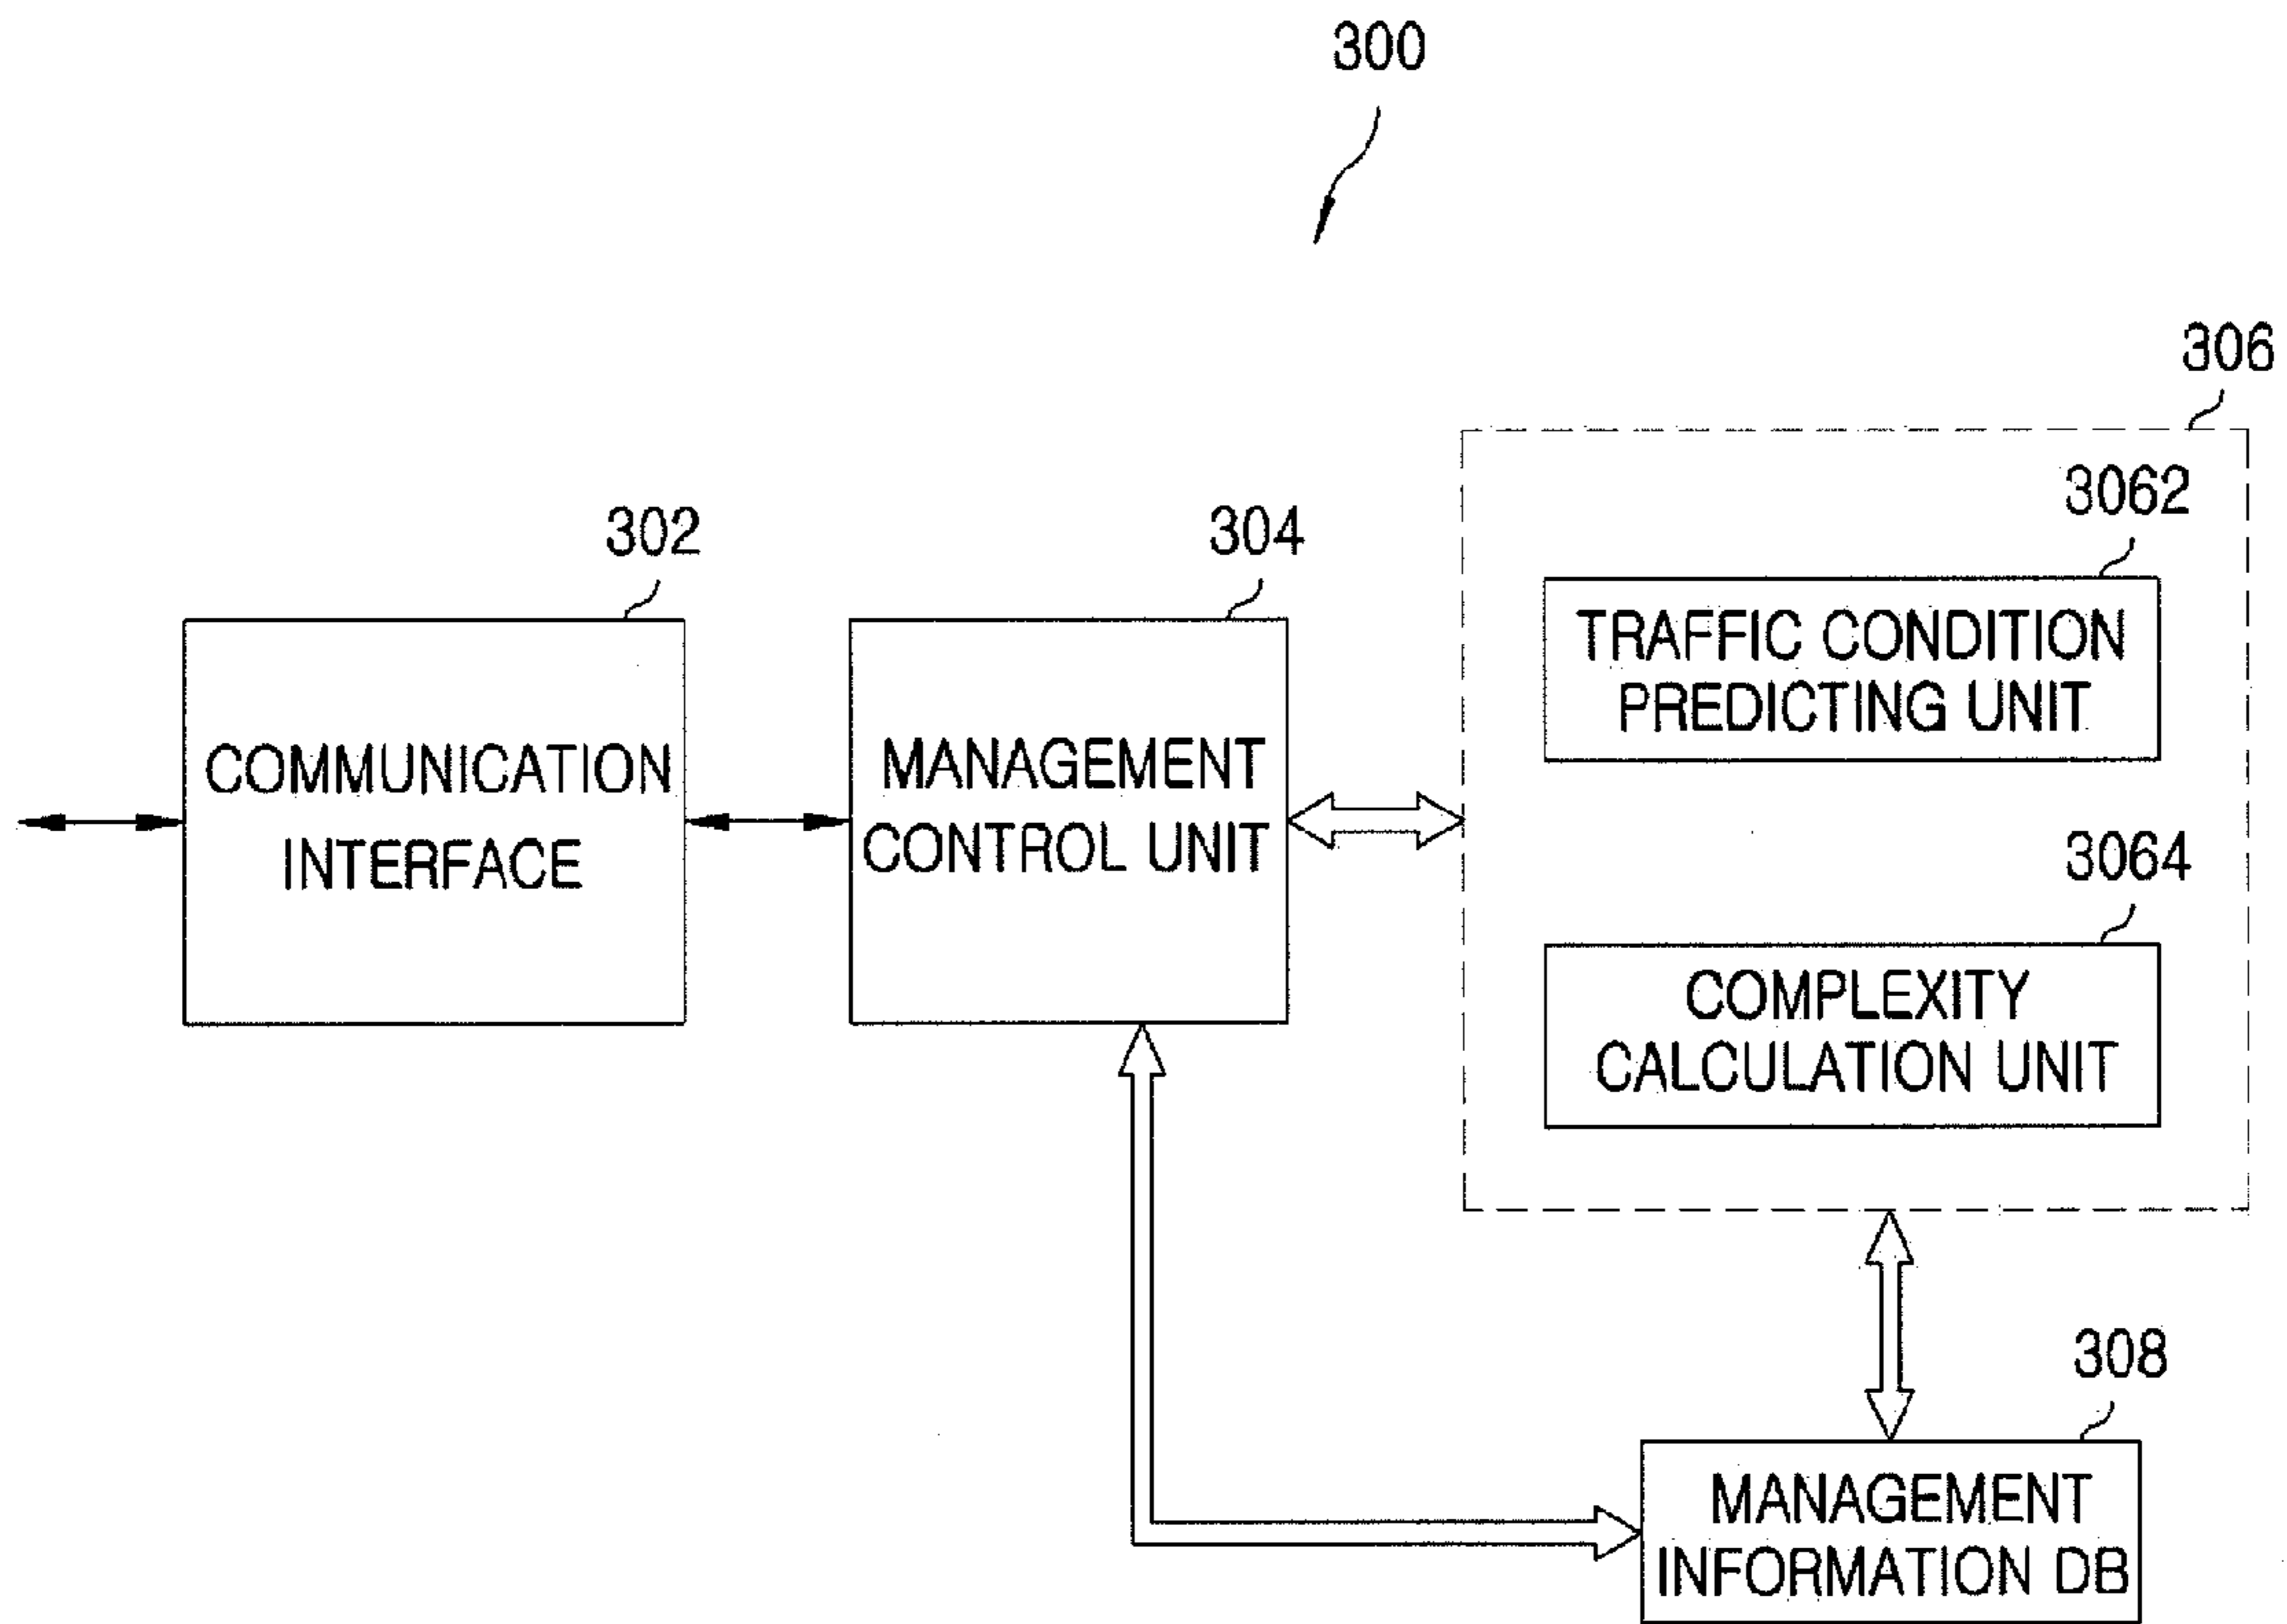 300
306
3062
302
304
TRAFFIC CONDITION
PREDICTING UNIT
COMMUNICATION
INTERFACE
MANAGEMENT
CONTROL UNIT
3064
COMPLEXITY
CALCULATION UNIT
308
MANAGEMENT
INFORMATION DB